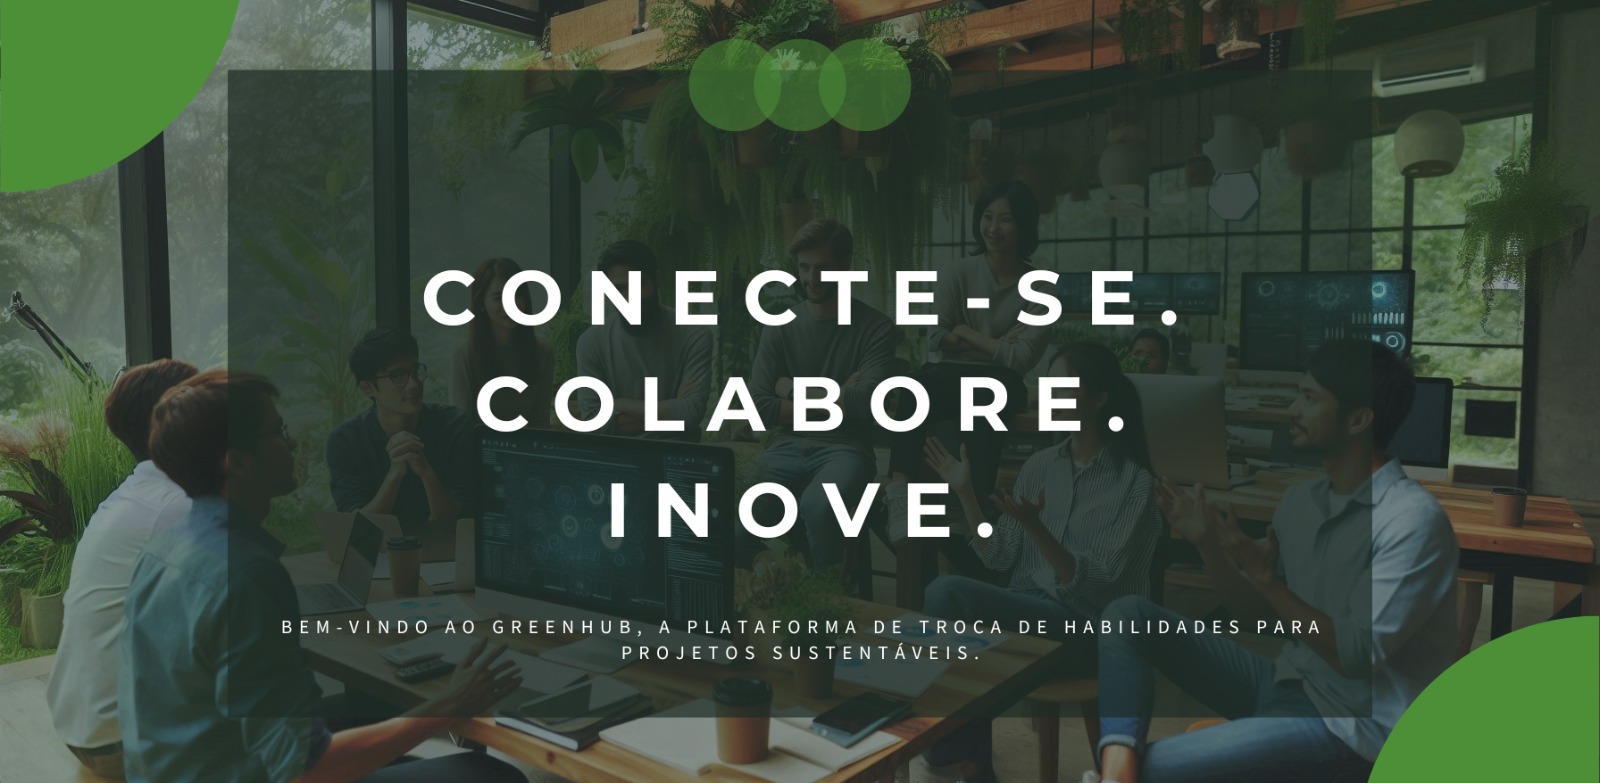 CONECTE-SE.
COLABORE.
INOVE.
BEM-VINDO AO GREENHUB, A PLATAFORMA DE TROCA DE HABILIDADES PARA
PROJETOS SUSTENTÁVEIS.